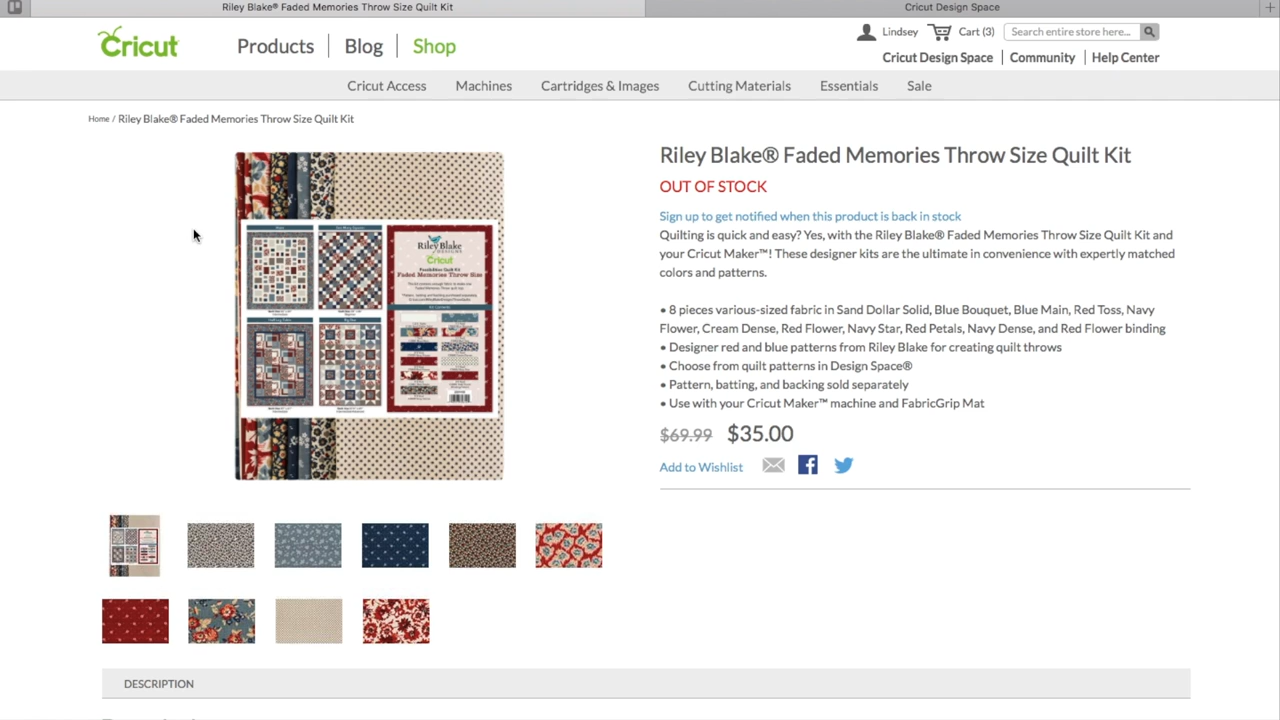 Riley Blake® Faded Memories Throw Size Quilt Kit
Cricut Design Space
Cricut
Products
Blog
Shop
Lindsey
Cart (3)
Search entire store here...
Cricut Design Space
Community
Help Center
Cricut Access
Machines
Cartridges & Images
Cutting Materials
Essentials
Sale
Home / Riley Blake® Faded Memories Throw Size Quilt Kit
Riley Blake
DESIGNS
Cricut
Faded Memories Throw Size
Riley Blake® Faded Memories Throw Size Quilt Kit
OUT OF STOCK
Sign up to get notified when this product is back in stock
Quilting is quick and easy? Yes, with the Riley Blake® Faded Memories Throw Size Quilt Kit and
your Cricut Maker™! These designer kits are the ultimate in convenience with expertly matched
colors and patterns.
• 8 pieces various-sized fabric in Sand Dollar Solid, Blue Bouquet, Blue Main, Red Toss, Navy
Flower, Cream Dense, Red Flower, Navy Star, Red Petals, Navy Dense, and Red Flower binding
• Designer red and blue patterns from Riley Blake for creating quilt throws
• Choose from quilt patterns in Design Space®
• Pattern, batting, and backing sold separately
• Use with your Cricut Maker™ machine and FabricGrip Mat
$69.99 $35.00
Add to Wishlist
DESCRIPTION